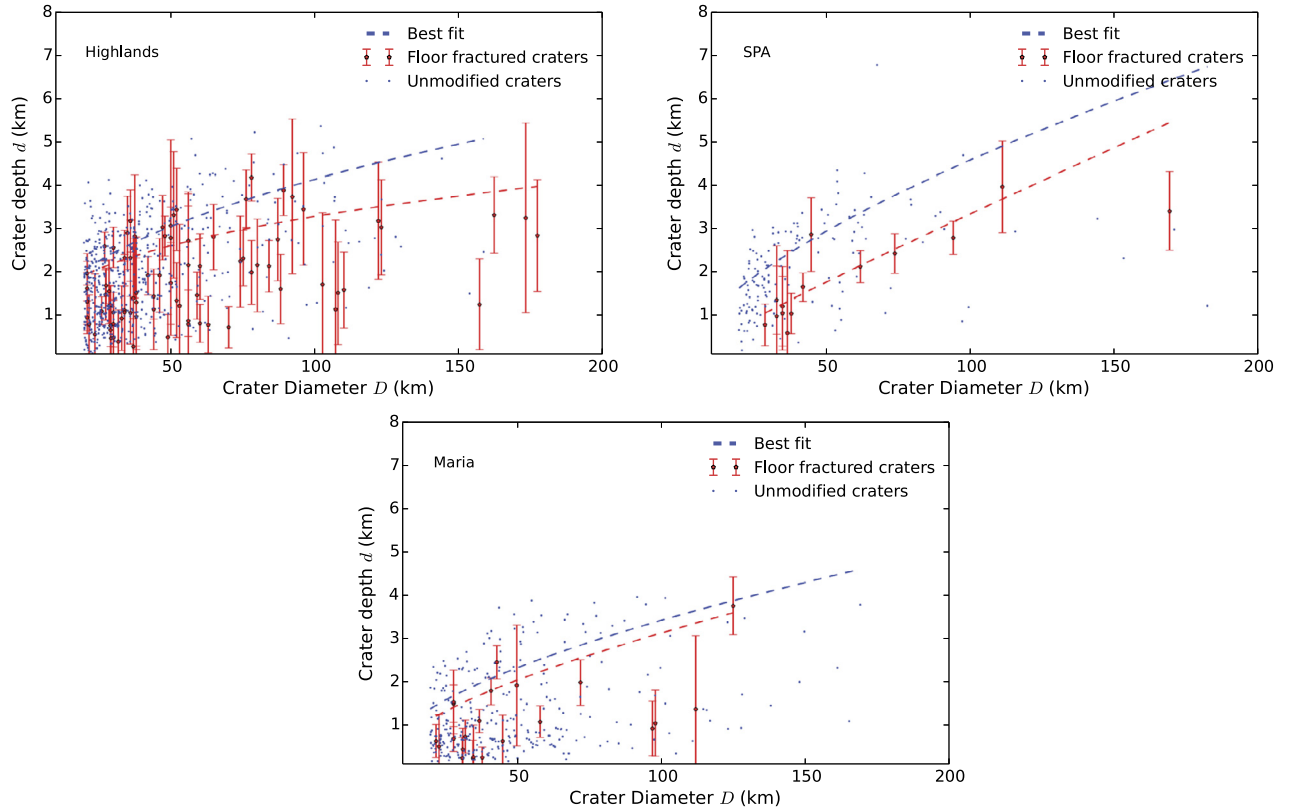 8
7
6
5
4
3
2
1
Crater depth d (km)
Highlands
Best fit
Floor fractured craters
Unmodified craters
50
100
150
200
Crater Diameter D (km)
8
7
6
5
4
3
2
1
Crater depth d (km)
SPA
Best fit
Floor fractured craters
Unmodified craters
50
100
150
200
Crater Diameter D (km)
8
7
6
5
4
3
2
1
Crater depth d (km)
Maria
Best fit
Floor fractured craters
Unmodified craters
50
100
150
200
Crater Diameter D (km)